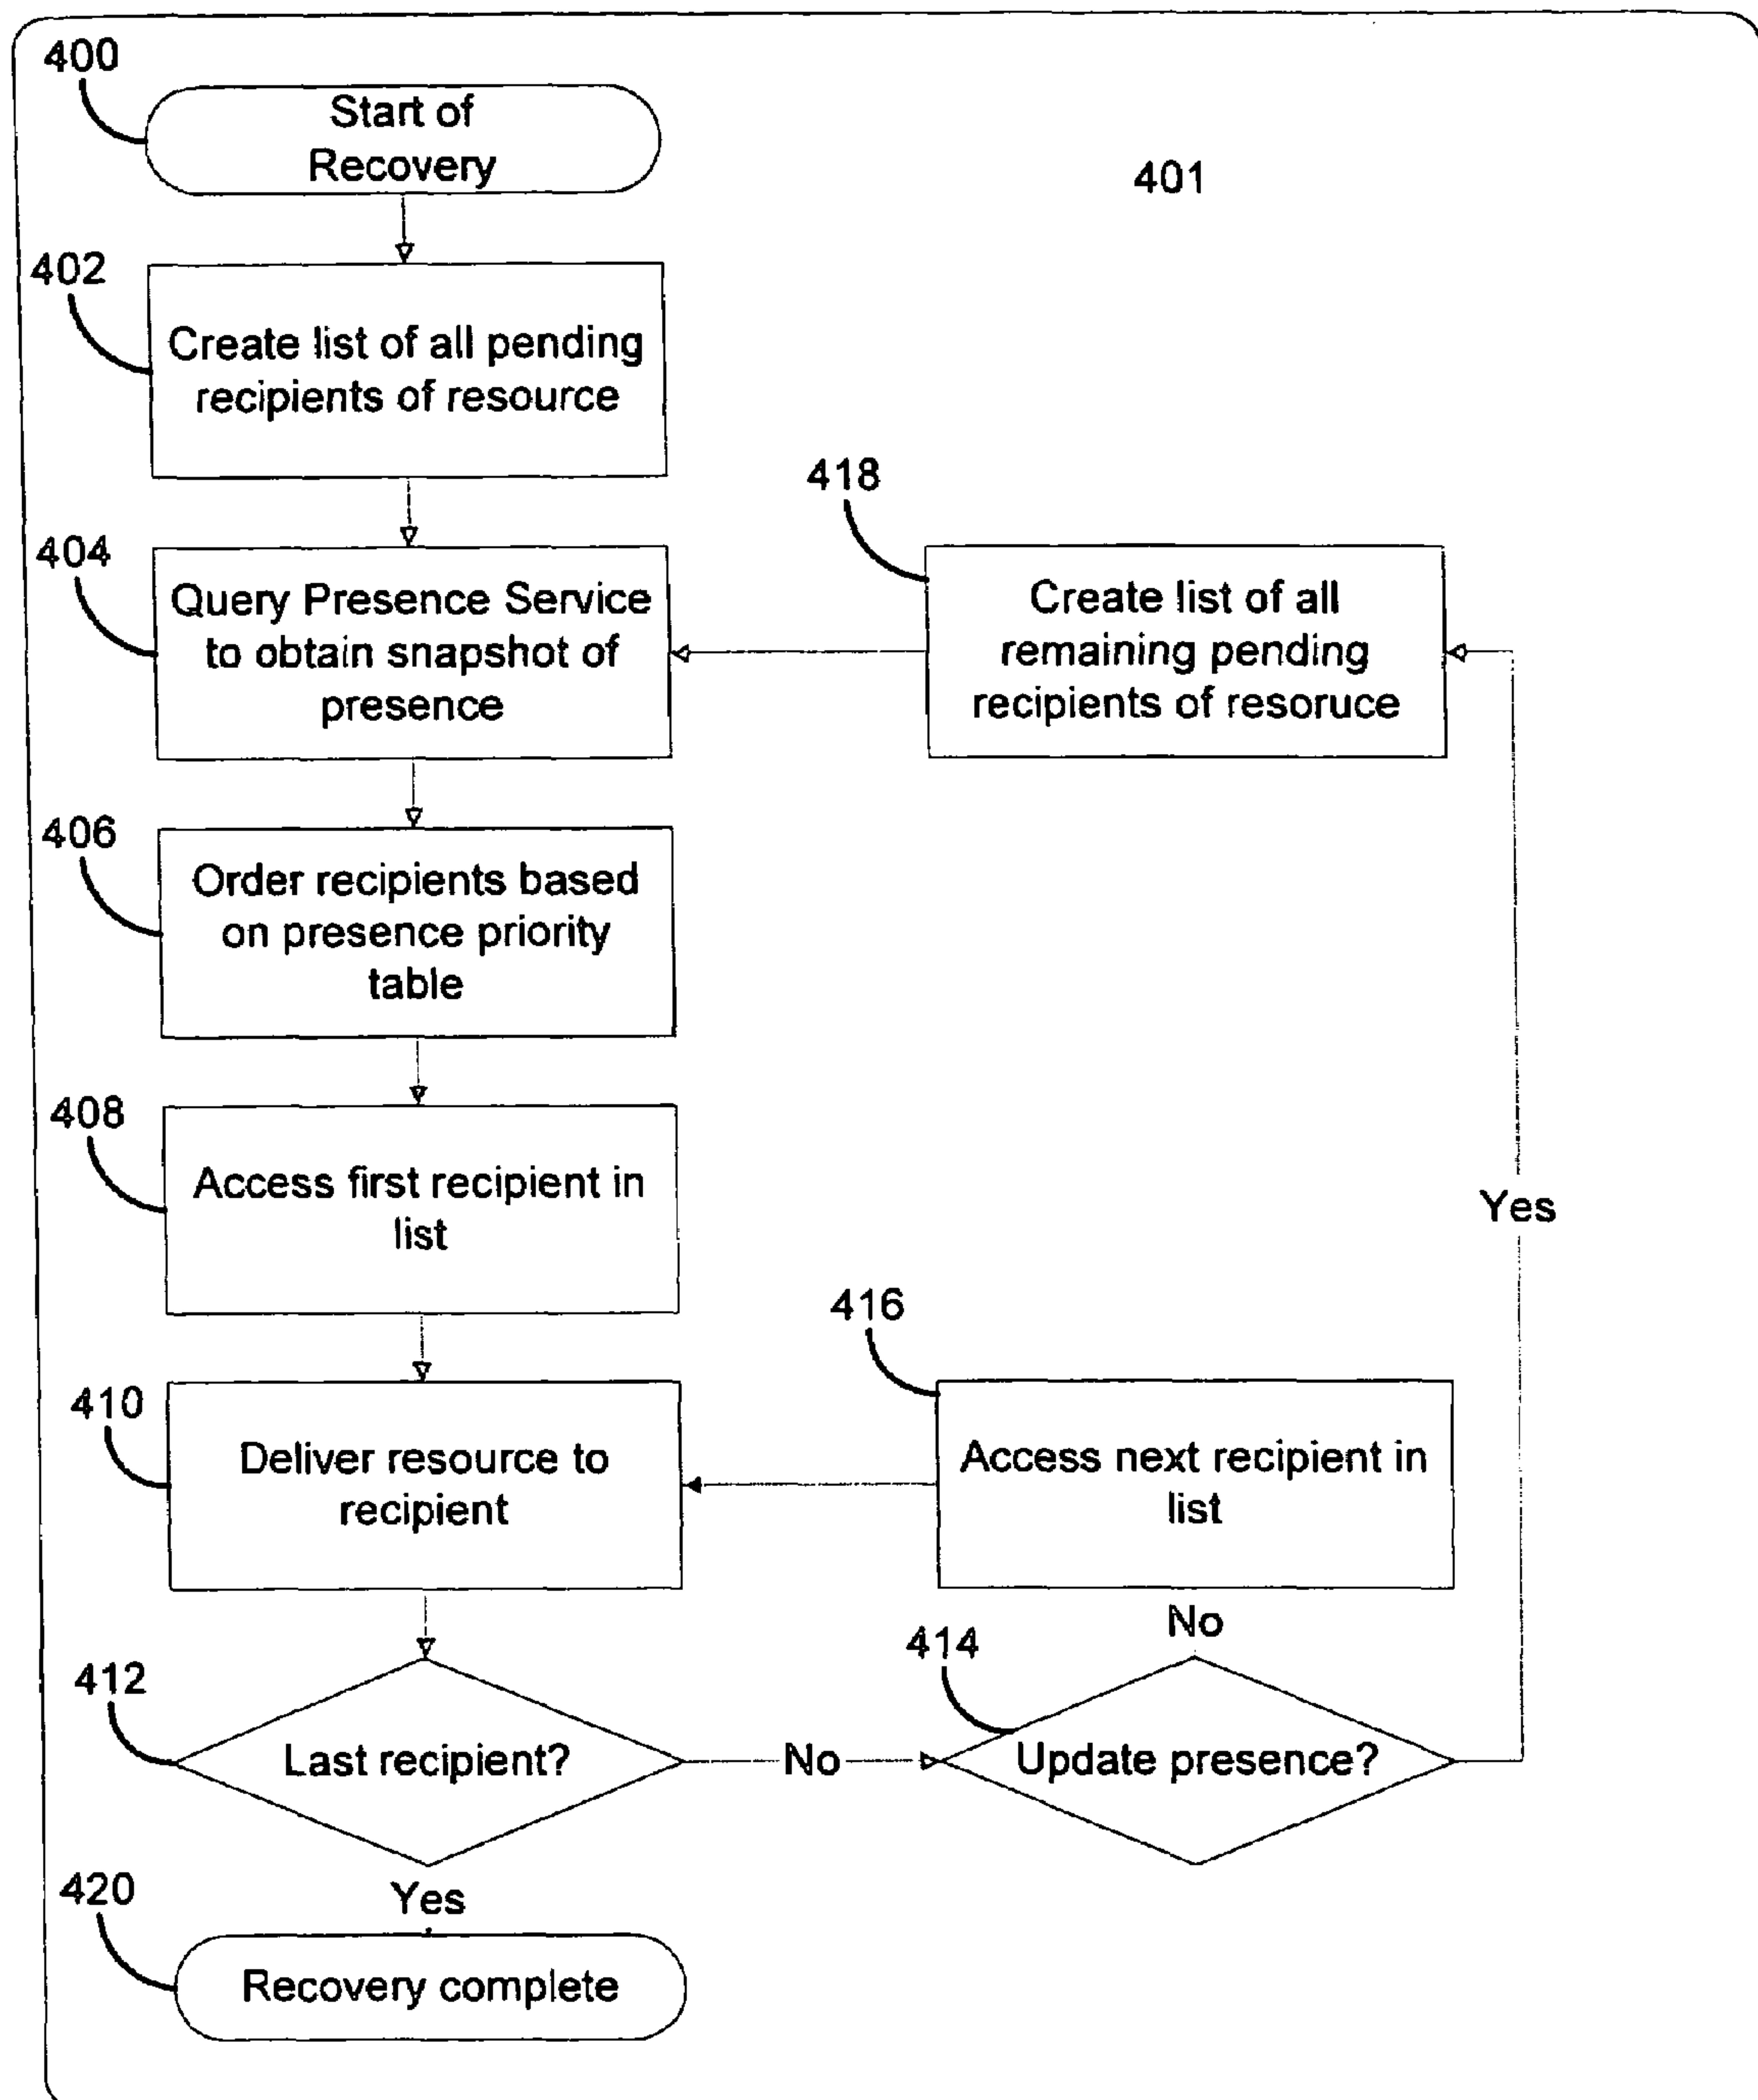 400
Start of
Recovery
401
402
Create list of all pending
recipients of resource
418
404
Query Presence Service
to obtain snapshot of
presence
Create list of all
remaining pending
recipients of resoruce
406
Order recipients based
on presence priority
table
408
Access first recipient in
list
Yes
416
410
Deliver resource to
recipient
Access next recipient in
list
No
414
412
Last recipient?
No
Update presence?
420
Yes
Recovery complete